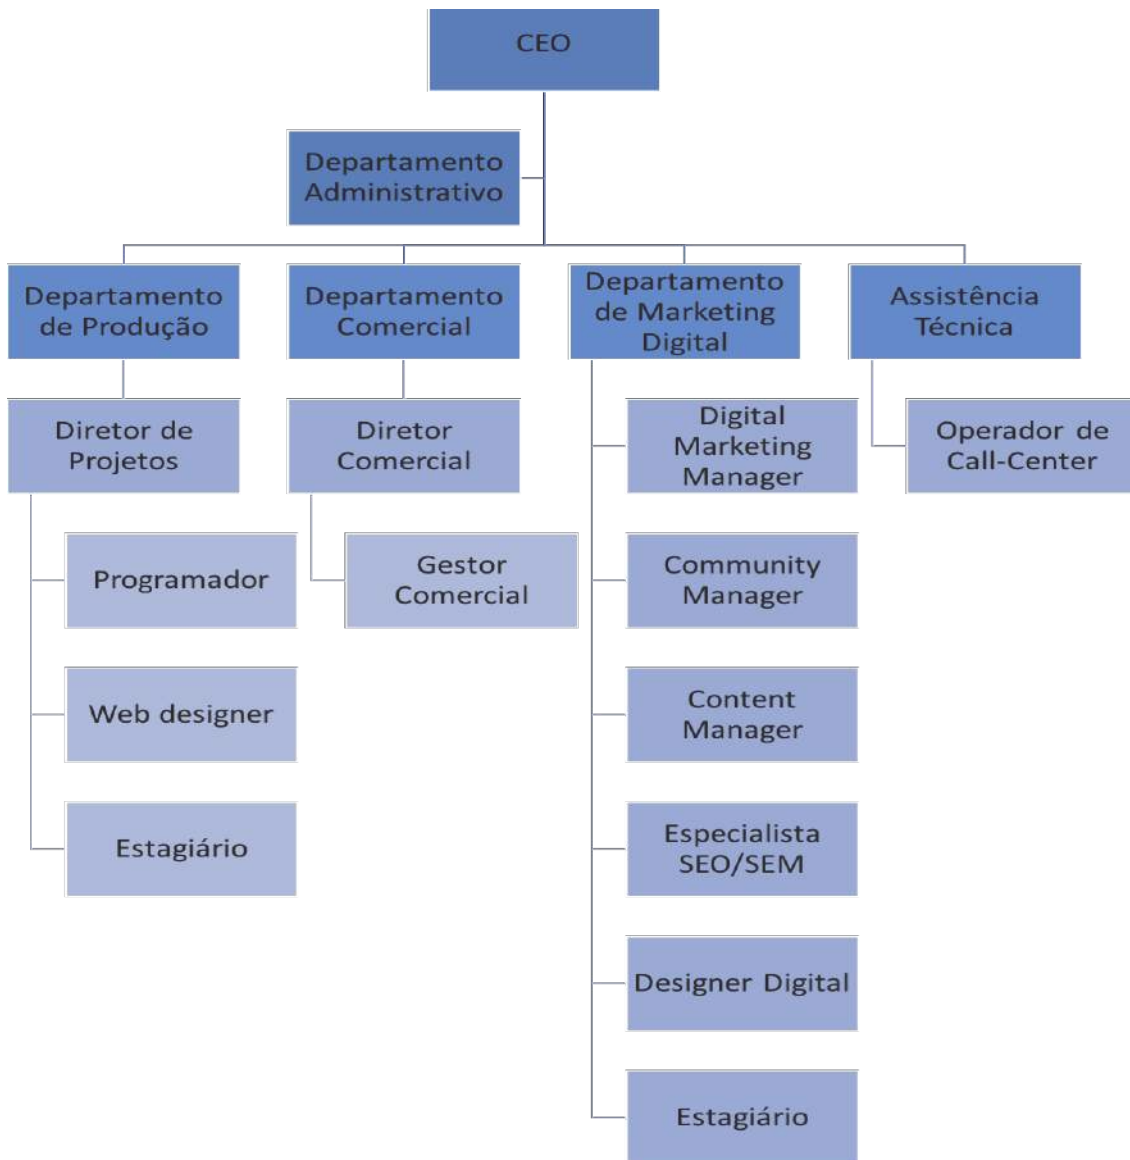 CEO
Departamento
Administrativo
Departamento
de Produção
Departamento
Comercial
Departamento
de Marketing
Digital
Assistência
Técnica
Diretor de
Projetos
Diretor
Comercial
Digital
Marketing
Manager
Operador de
Call-Center
Programador
Gestor
Comercial
Community
Manager
Web designer
Content
Manager
Estagiário
Especialista
SEO/SEM
Designer Digital
Estagiário